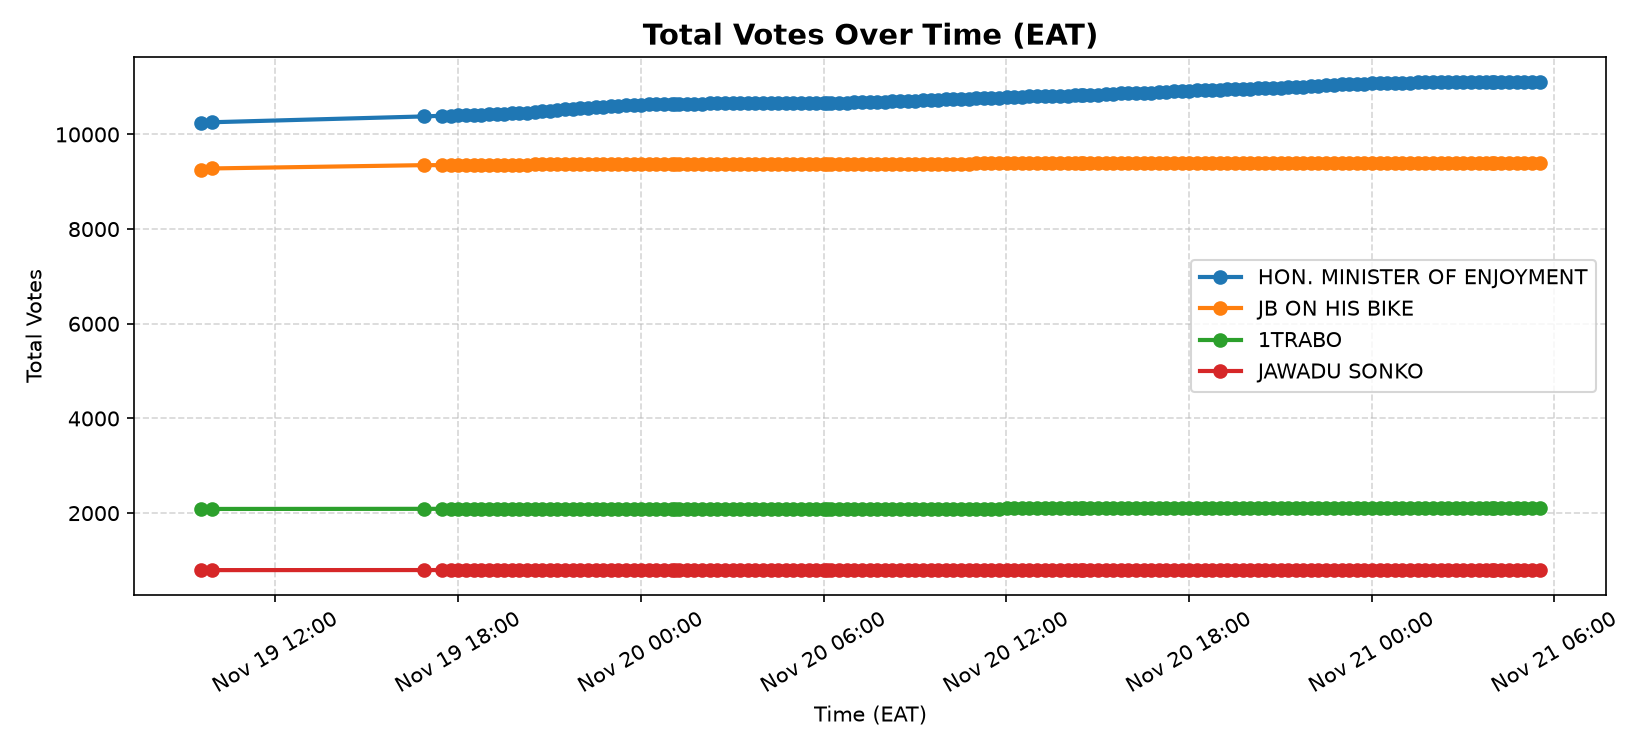 Total Votes Over Time (EAT)
Total Votes
10000
8000
6000
4000
2000
HON. MINISTER OF ENJOYMENT
JB ON HIS BIKE
1TRABO
JAWADU SONKO
Nov 19 12:00
Nov 19 18:00
Nov 20 00:00
Nov 20 06:00
Nov 20 12:00
Nov 20 18:00
Nov 21 00:00
Nov 21 06:00
Time (EAT)